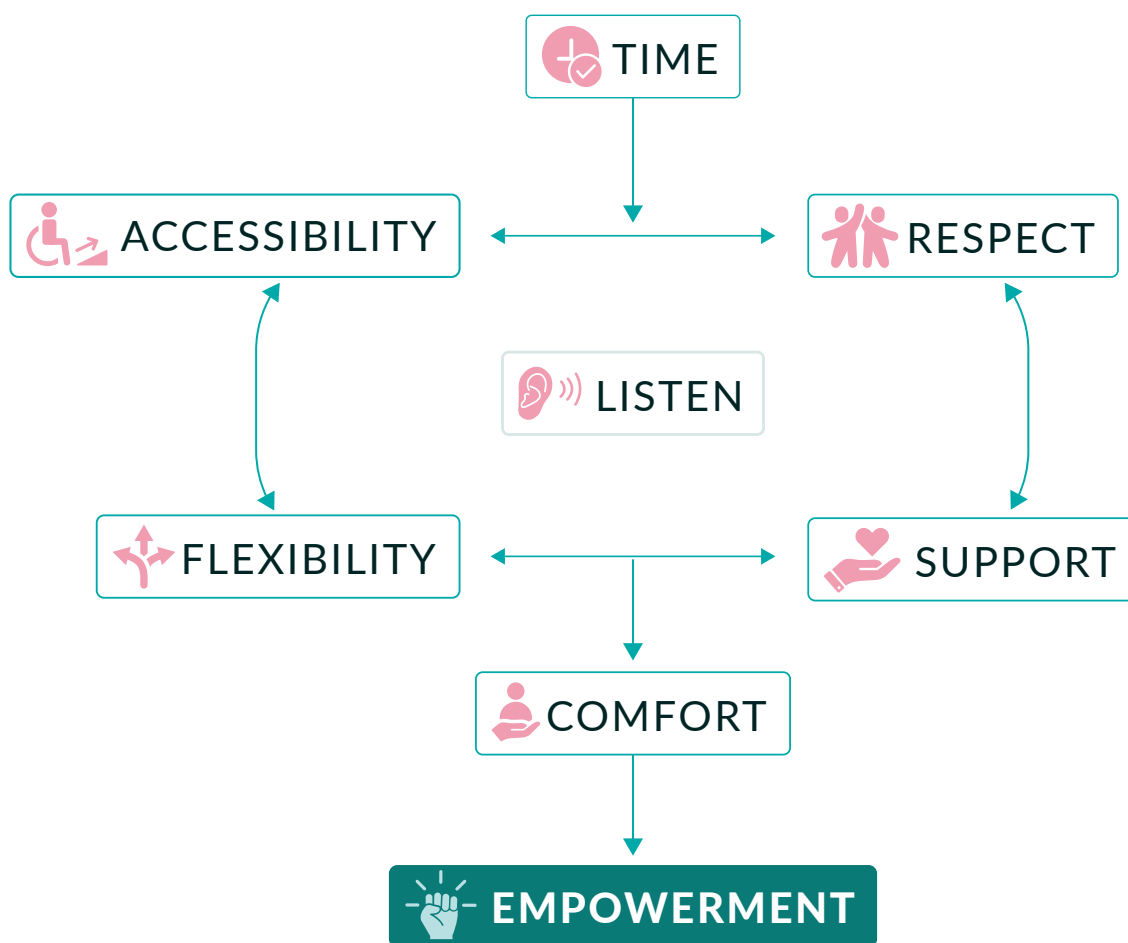 TIME
ACCESSIBILITY
RESPECT
LISTEN
FLEXIBILITY
SUPPORT
COMFORT
EMPOWERMENT